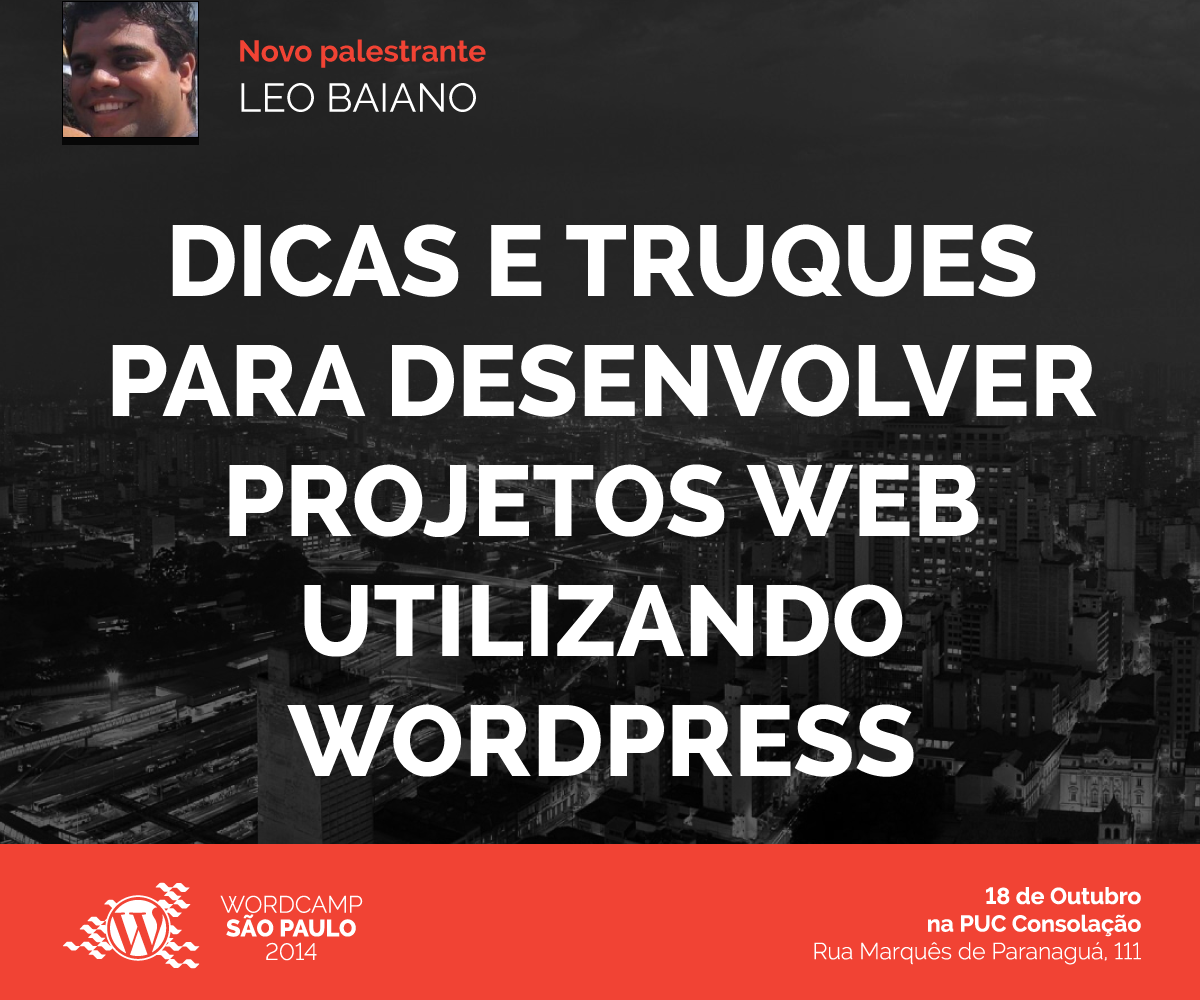 Novo palestrante
LEO BAIANO
DICAS E TRUQUES
PARA DESENVOLVER
PROJETOS WEB
UTILIZANDO
WORDPRESS
W
WORDCAMP
SÃO PAULO
2014
18 de Outubro
na PUC Consolação
Rua Marquês de Paranaguá, 111